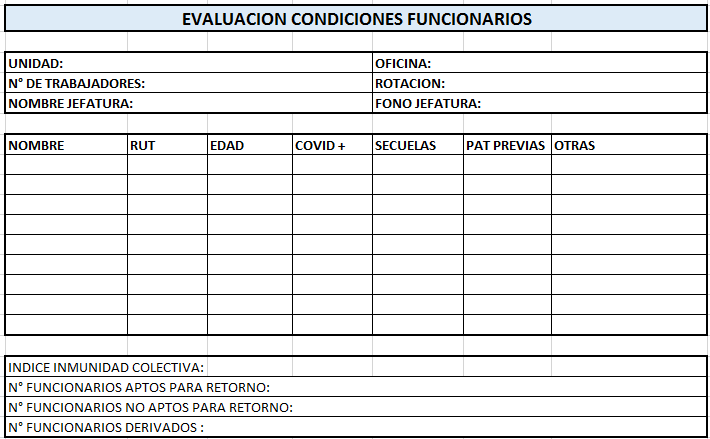 EVALUACION CONDICIONES FUNCIONARIOS
UNIDAD: OFICINA:
N° DE TRABAJADORES: ROTACION:
NOMBRE JEFATURA: FONO JEFATURA:
NOMBRE RUT EDAD COVID + SECUELAS PAT PREVIAS OTRAS
INDICE INMUNIDAD COLECTIVA:
N° FUNCIONARIOS APTOS PARA RETORNO:
N° FUNCIONARIOS NO APTOS PARA RETORNO:
N° FUNCIONARIOS DERIVADOS :